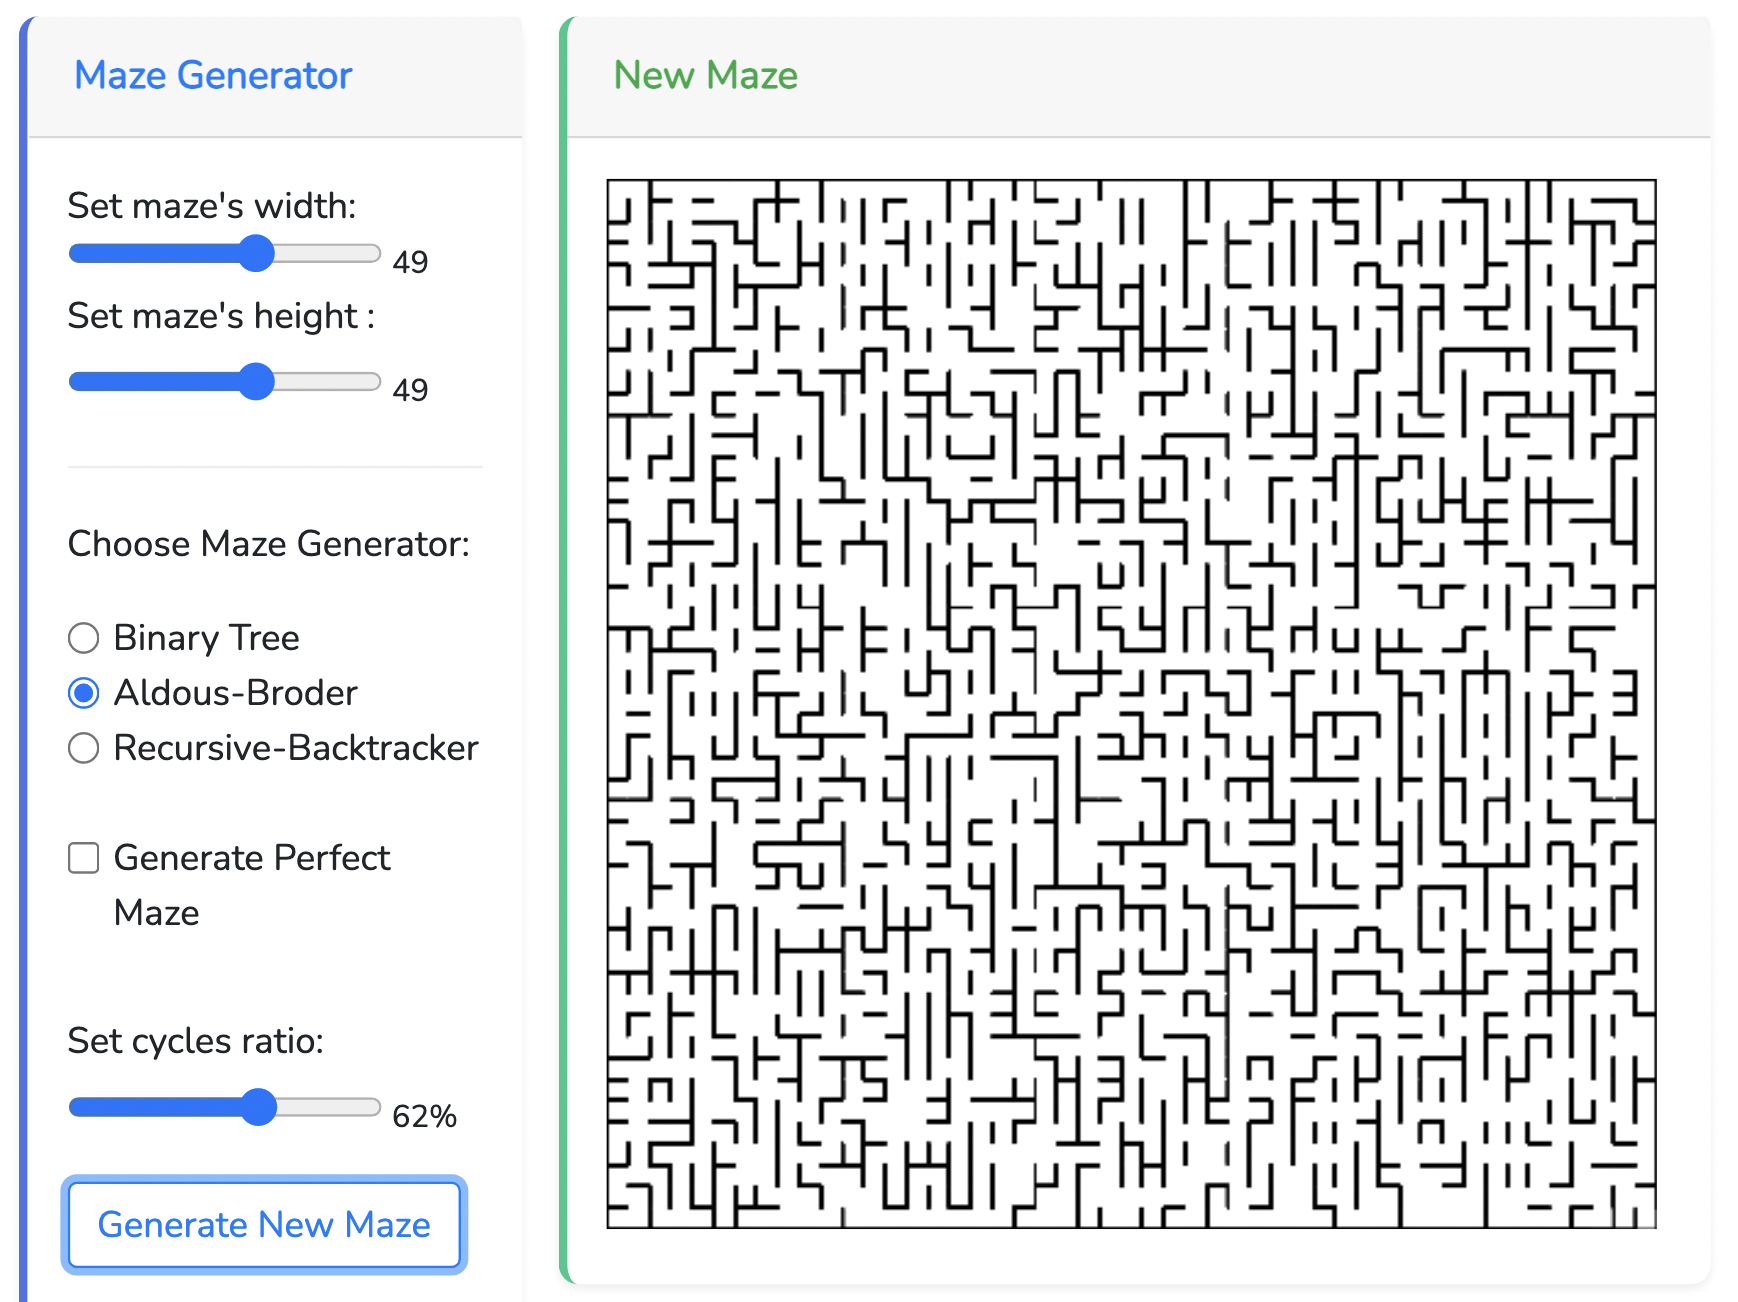 Maze Generator
Set maze's width:
49
Set maze's height :
49
Choose Maze Generator:
Binary Tree
Aldous-Broder
Recursive-Backtracker
Generate Perfect
Maze
Set cycles ratio:
62%
Generate New Maze
New Maze